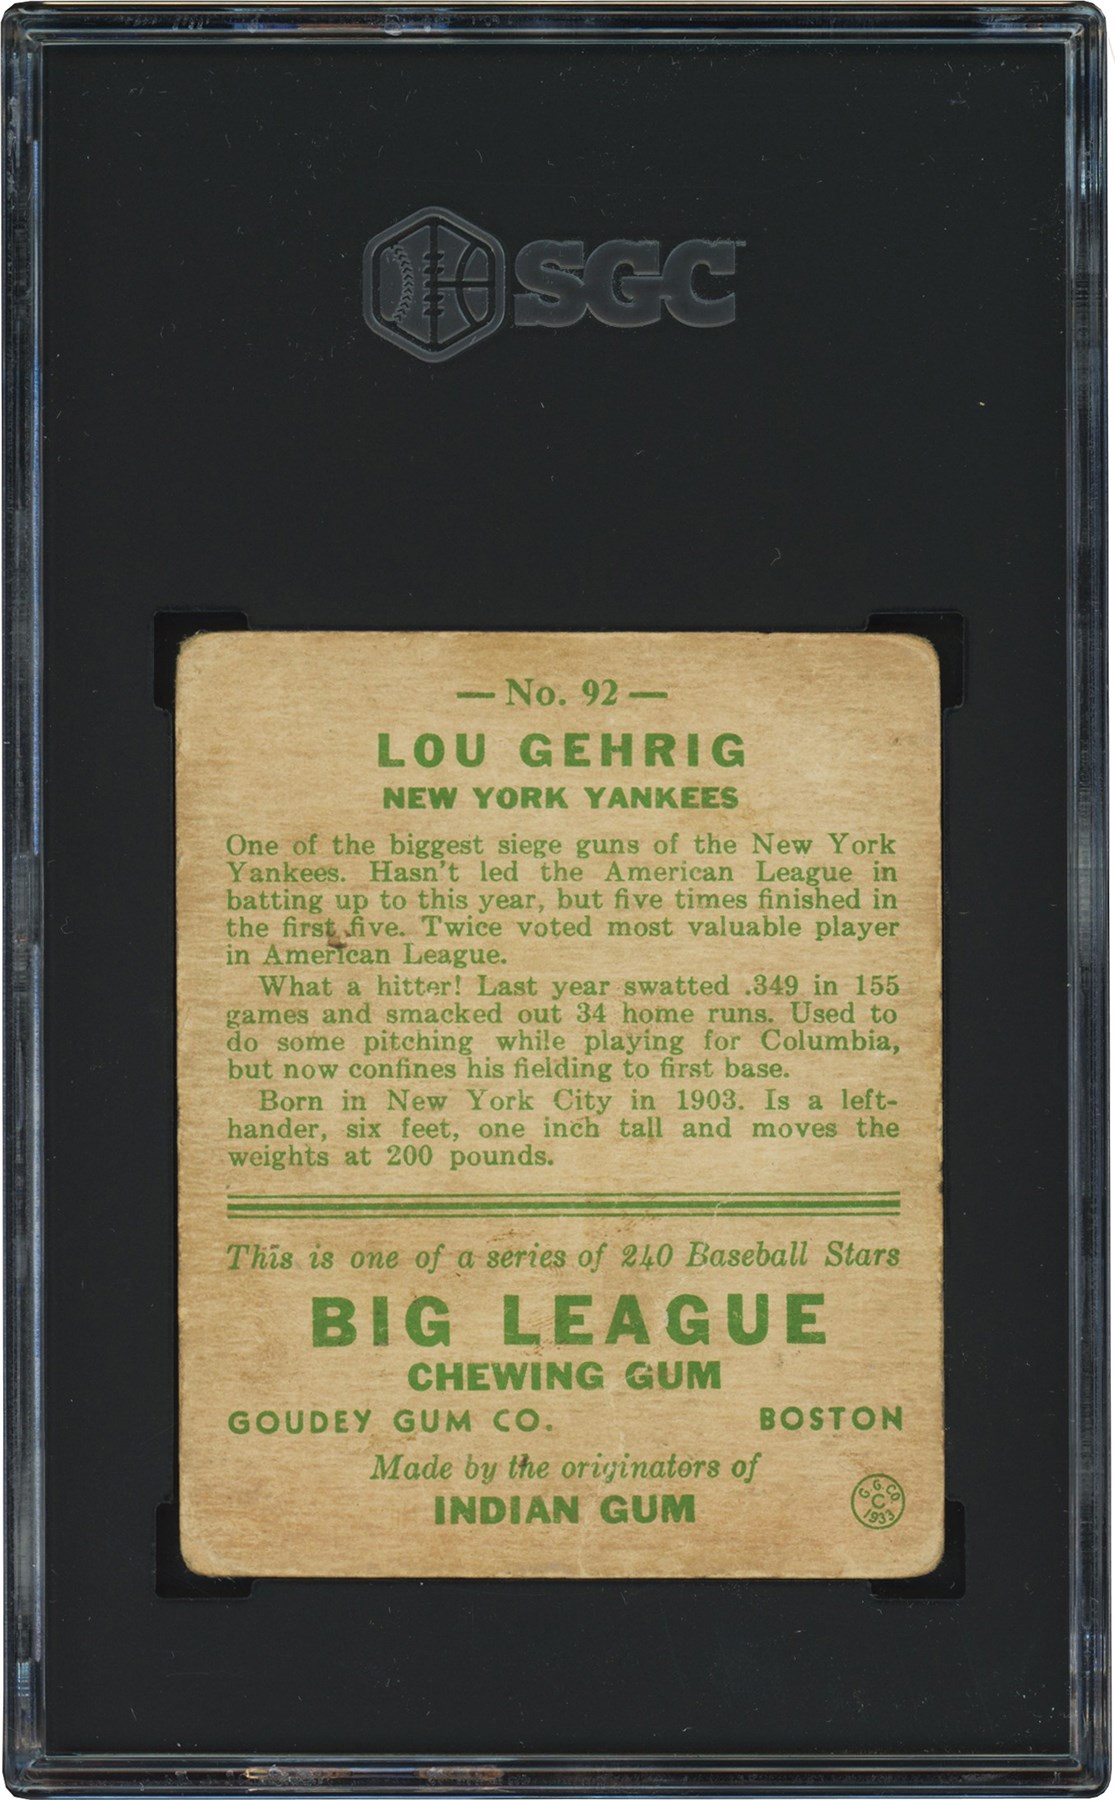 SGC
— No. 92 —
LOU GEHRIG
NEW YORK YANKEES
One of the biggest siege guns of the New York
Yankees. Hasn't led the American League in
batting up to this year, but five times finished in
the first five. Twice voted most valuable player
in American League.
What a hitter! Last year swatted .349 in 155
games and smacked out 34 home runs. Used to
do some pitching while playing for Columbia,
but now confines his fielding to first base.
Born in New York City in 1903. Is a left-
hander, six feet, one inch tall and moves the
weights at 200 pounds.
This is one of a series of 240 Baseball Stars
BIG LEAGUE
CHEWING GUM
GOUDEY GUM CO. BOSTON
Made by the originators of
INDIAN GUM
G. G. CO.
C
1933